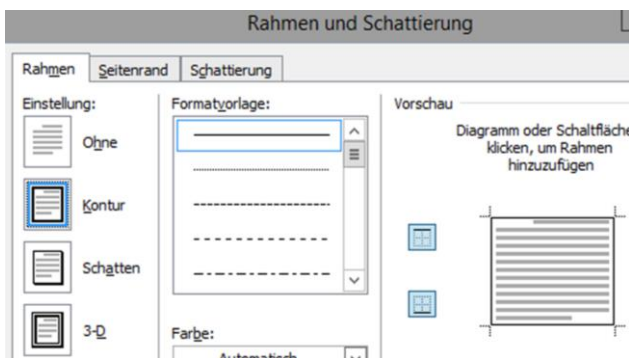 Rahmen und Schattierung
Rahmen Seitenrand Schattierung
Einstellung:
Ohne
Kontur
Schatten
3-D
Formatvorlage:
Farbe:
Automatisch
Vorschau
Diagramm oder Schaltfläche
klicken, um Rahmen
hinzuzufügen